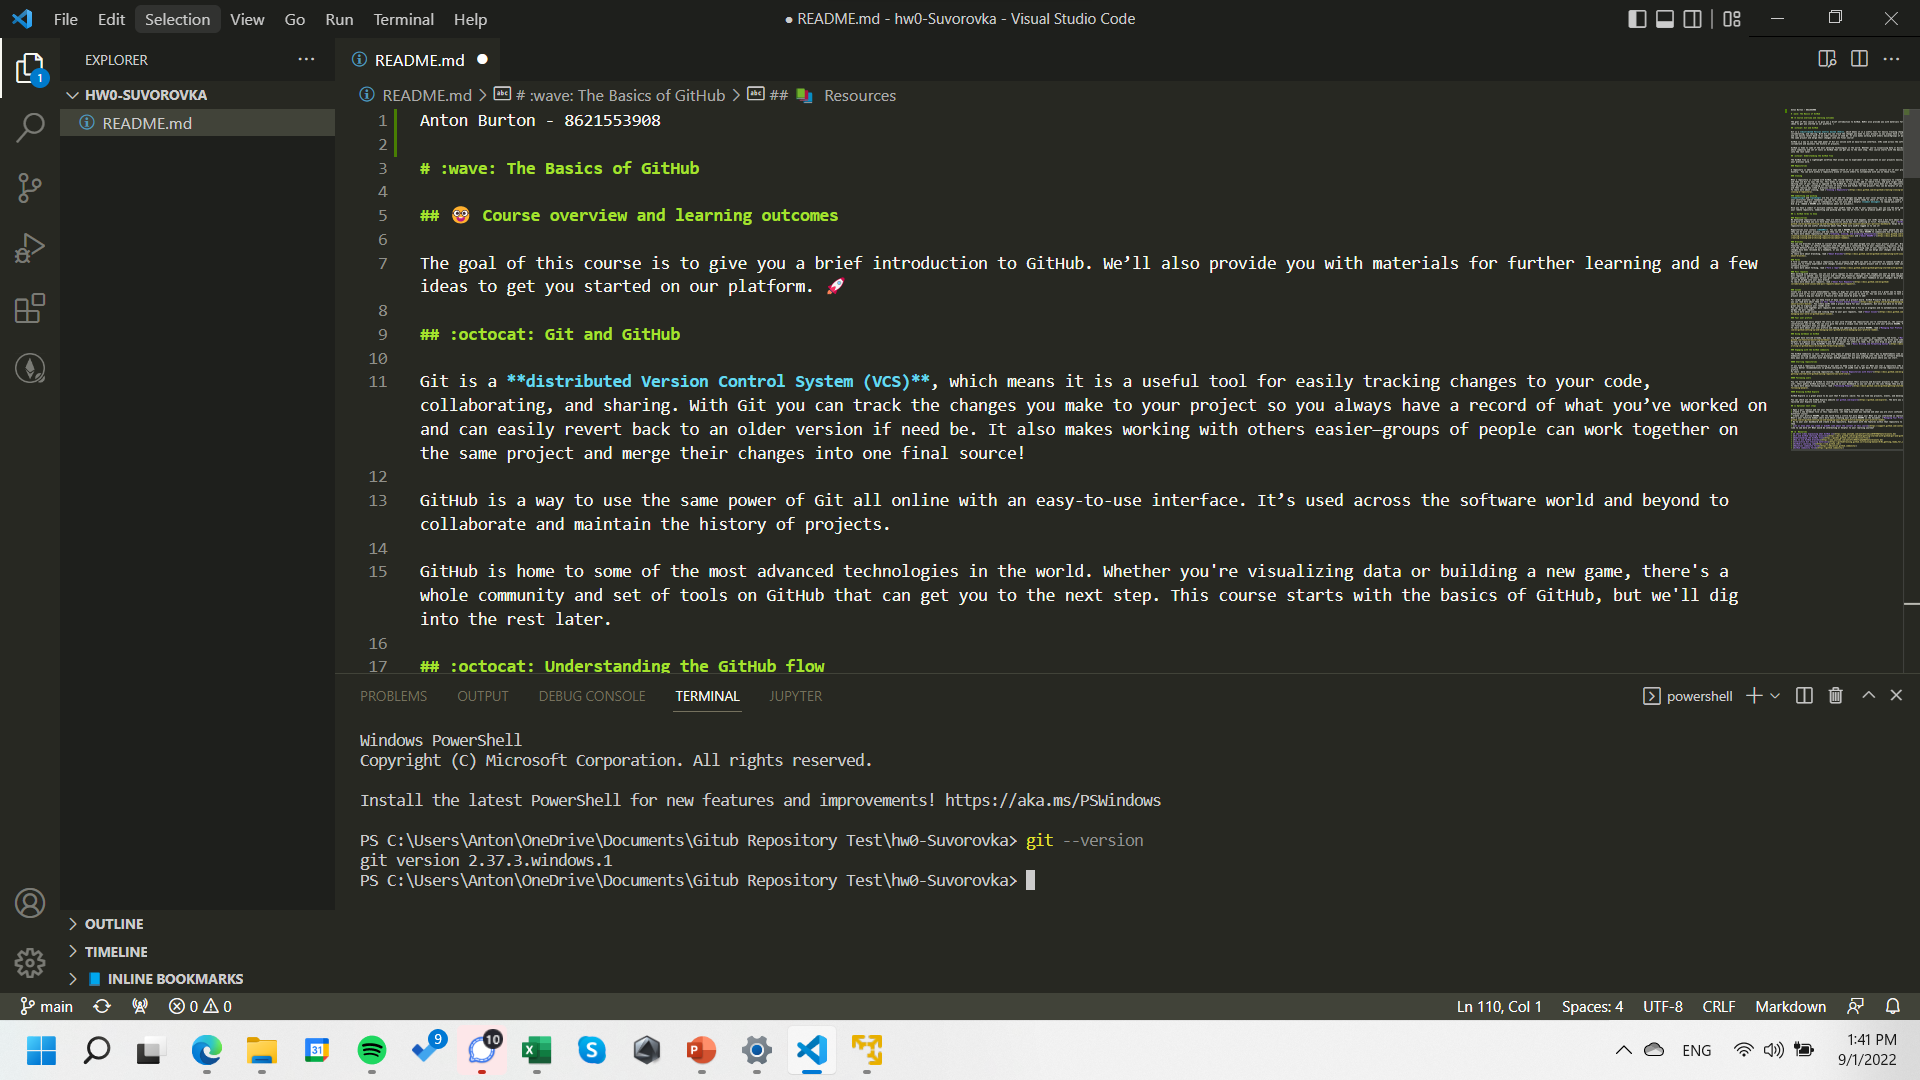 File Edit Selection View Go Run Terminal Help
● README.md - hw0-Suvorovka - Visual Studio Code
1
EXPLORER
HW0-SUVOROVKA
README.md
README.md
README.md > # :wave: The Basics of GitHub > ## 📚 Resources
1 Anton Burton - 8621553908
2
3 # :wave: The Basics of GitHub
4
5 ## 🤓 Course overview and learning outcomes
6
7 The goal of this course is to give you a brief introduction to GitHub. We’ll also provide you with materials for further learning and a few
ideas to get you started on our platform. 🚀
8
9 ## :octocat: Git and GitHub
10
11 Git is a **distributed Version Control System (VCS)**, which means it is a useful tool for easily tracking changes to your code,
collaborating, and sharing. With Git you can track the changes you make to your project so you always have a record of what you’ve worked on
and can easily revert back to an older version if need be. It also makes working with others easier—groups of people can work together on
the same project and merge their changes into one final source!
12
13 GitHub is a way to use the same power of Git all online with an easy-to-use interface. It’s used across the software world and beyond to
collaborate and maintain the history of projects.
14
15 GitHub is home to some of the most advanced technologies in the world. Whether you're visualizing data or building a new game, there's a
whole community and set of tools on GitHub that can get you to the next step. This course starts with the basics of GitHub, but we'll dig
into the rest later.
16
17 ## :octocat: Understanding the GitHub flow
PROBLEMS OUTPUT DEBUG CONSOLE TERMINAL JUPYTER
powershell
Windows PowerShell
Copyright (C) Microsoft Corporation. All rights reserved.
Install the latest PowerShell for new features and improvements! https://aka.ms/PSWindows
PS C:\Users\Anton\OneDrive\Documents\Gitub Repository Test\hw0-Suvorovka> git --version
git version 2.37.3.windows.1
PS C:\Users\Anton\OneDrive\Documents\Gitub Repository Test\hw0-Suvorovka>
OUTLINE
TIMELINE
INLINE BOOKMARKS
main 0 0
Ln 110, Col 1 Spaces: 4 UTF-8 CRLF Markdown
31 9 10
ENG
1:41 PM
9/1/2022